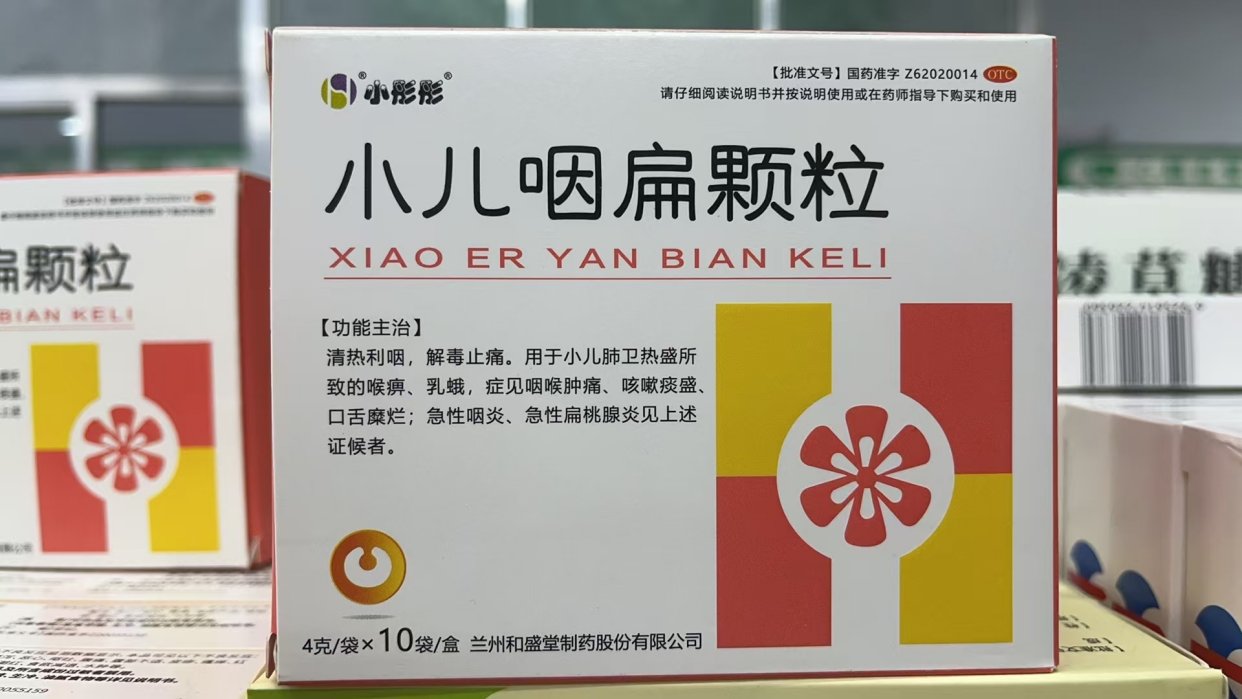 小彤彤
【批准文号】国药准字 Z62020014 OTC
请仔细阅读说明书并按说明使用或在药师指导下购买和使用
小儿咽扁颗粒
XIAO ER YAN BIAN KELI
【功能主治】
清热利咽，解毒止痛。用于小儿肺卫热盛所
致的喉痹、乳蛾，症见咽喉肿痛、咳嗽痰盛、
口舌糜烂；急性咽炎、急性扁桃腺炎见上述
证候者。
4克/袋×10袋/盒 兰州和盛堂制药股份有限公司
扁颗粒
BIAN KELI
0055159